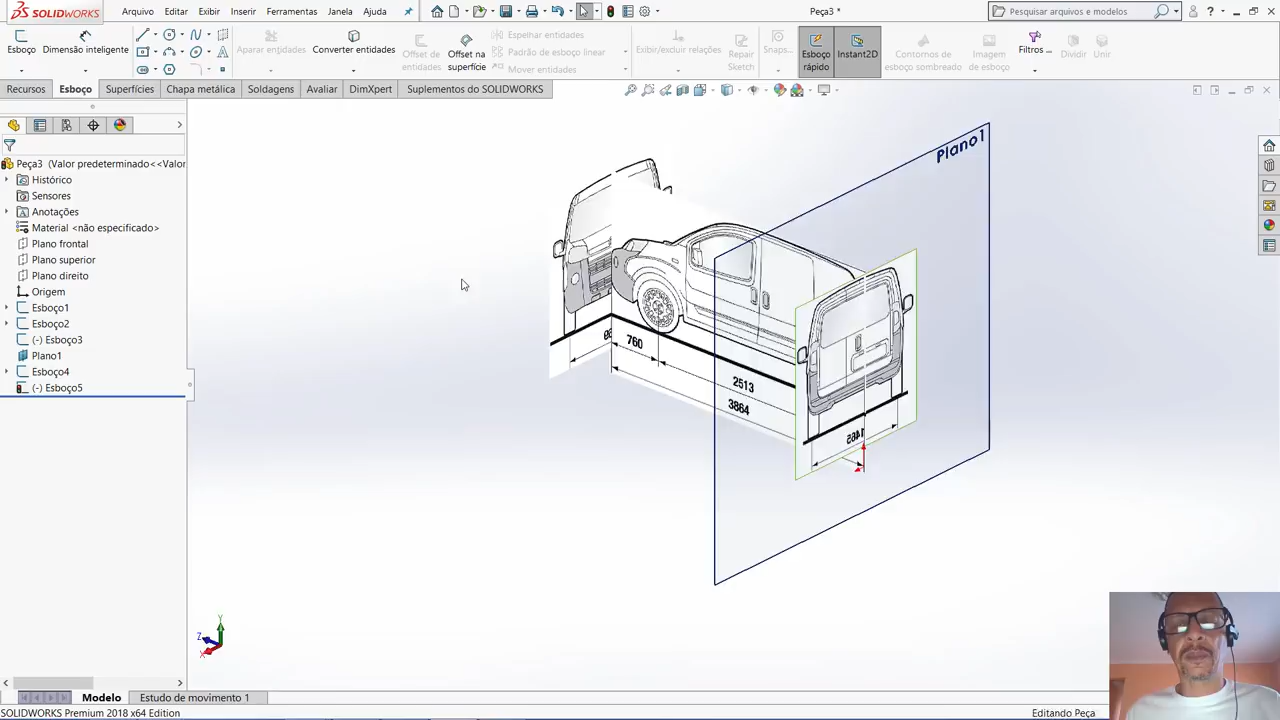 SOLIDWORKS
Arquivo Editar Exibir Inserir Ferramentas Janela Ajuda
Peça3 *
Pesquisar arquivos e modelos
Esboço
Dimensão inteligente
Aparar entidades
Converter entidades
Offset de entidades
Offset na superfície
Espelhar entidades
Padrão de esboço linear
Mover entidades
Exibir/excluir relações
Repair Sketch
Snaps...
Esboço rápido
Instant2D
Contornos de esboço sombreado
Imagem de esboço
Filtros ...
Dividir
Unir
Recursos Esboço Superfícies Chapa metálica Soldagens Avaliar DimXpert Suplementos do SOLIDWORKS
Peça3 (Valor predeterminado<<Valor
Histórico
Sensores
Anotações
Material <não especificado>
Plano frontal
Plano superior
Plano direito
Origem
Esboço1
Esboço2
(-) Esboço3
Plano1
Esboço4
(-) Esboço5
Plano1
760
2513
3864
1465
Y
Z
X
Modelo Estudo de movimento 1
SOLIDWORKS Premium 2018 x64 Edition
Editando Peça